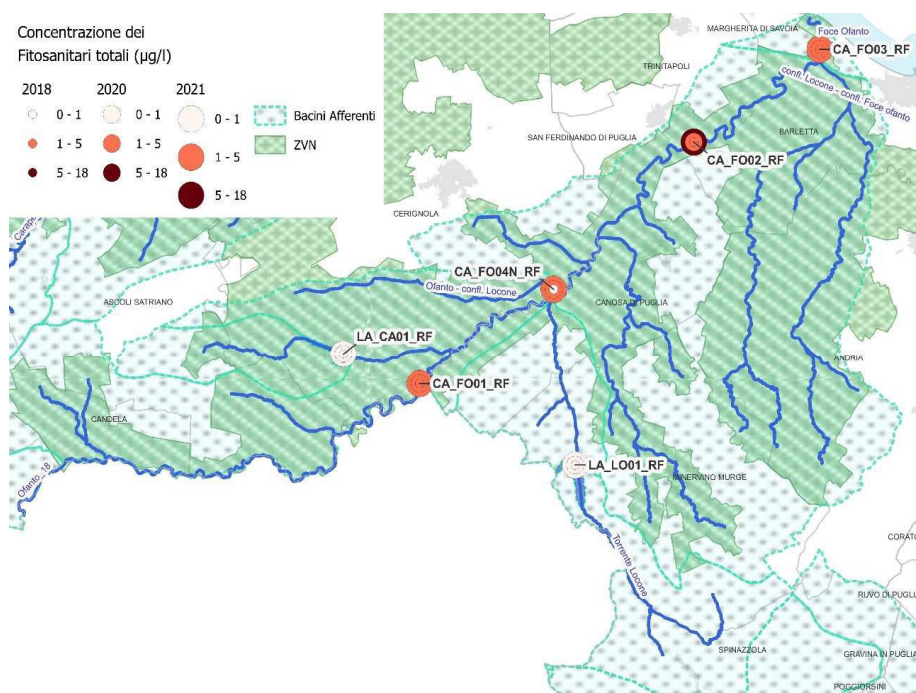 Concentrazione dei
Fitosanitari totali (µg/l)
2018 2020 2021
0 - 1 0 - 1 0 - 1
1 - 5 1 - 5 1 - 5
5 - 18 5 - 18 5 - 18
Bacini Afferenti
ZVN
MARGHERITA DI SAVOIA
Foce Ofanto
CA_FO03_RF
TRINITAPOLI
confl. Locone - confl. Foce ofanto
SAN FERDINANDO DI PUGLIA
BARLETTA
CA_FO02_RF
CERIGNOLA
CA_FO04N_RF
Ofanto - confl. Locone
ASCOLI SATRIANO
CANOSA DI PUGLIA
LA_CA01_RF
ANDRIA
CA_FO01_RF
CANDELA
LA_LO01_RF
Ofanto_18
MINERVINO MURGE
CORATO
Torrente Locone
RUVO DI PUGLI
SPINAZZOLA
GRAVINA IN PUGLIA
POGGIORSINI